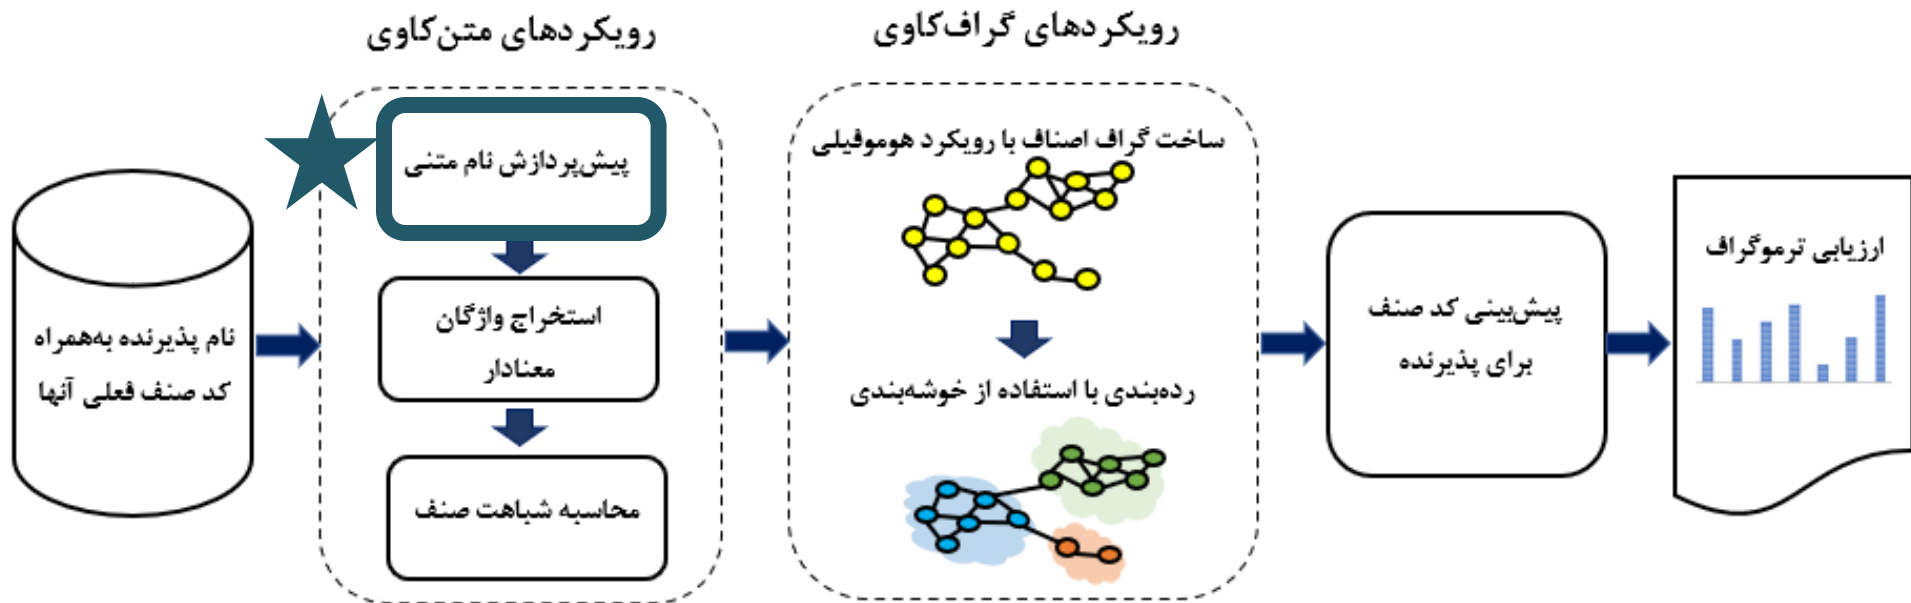 رویکردهای متن‌کاوی
رویکردهای گراف‌کاوی
نام پذیرنده به‌همراه
کد صنف فعلی آنها
پیش‌پردازش نام متنی
استخراج واژگان
معنادار
محاسبه شباهت صنف
ساخت گراف اصناف با رویکرد هوموفیلی
رده‌بندی با استفاده از خوشه‌بندی
پیش‌بینی کد صنف
برای پذیرنده
ارزیابی ترموگراف